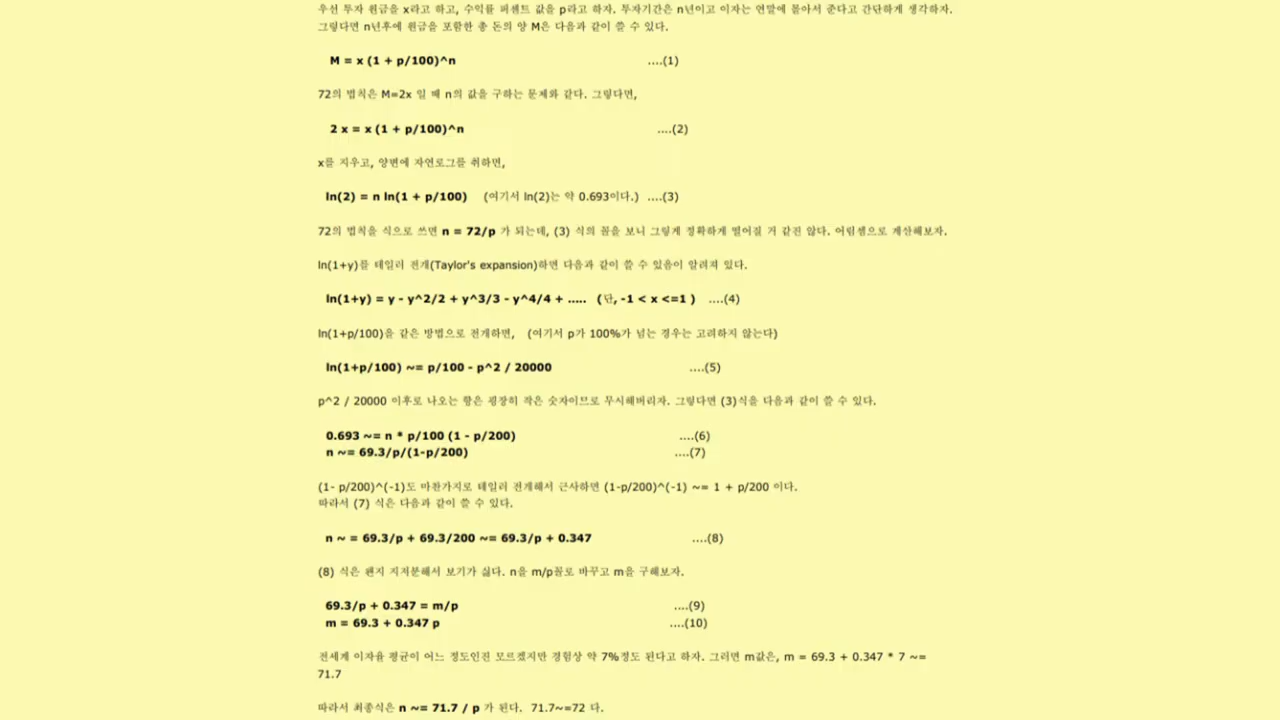 우선 투자 원금을 x라고 하고, 수익률 퍼센트 값을 p라고 하자. 투자기간은 n년이고 이자는 연말에 몰아서 준다고 간단하게 생각하자.
그렇다면 n년후에 원금을 포함한 총 돈의 양 M은 다음과 같이 쓸 수 있다.
M = x (1 + p/100)^n ....(1)
72의 법칙은 M=2x 일 때 n의 값을 구하는 문제와 같다. 그렇다면,
2 x = x (1 + p/100)^n ....(2)
x를 지우고, 양변에 자연로그를 취하면,
ln(2) = n ln(1 + p/100) (여기서 ln(2)는 약 0.693이다.) ....(3)
72의 법칙을 식으로 쓰면 n = 72/p 가 되는데, (3) 식의 꼴을 보니 그렇게 정확하게 떨어질 거 같진 않다. 어림셈으로 계산해보자.
ln(1+y)를 테일러 전개(Taylor's expansion)하면 다음과 같이 쓸 수 있음이 알려져 있다.
ln(1+y) = y - y^2/2 + y^3/3 - y^4/4 + ..... (단, -1 < x <=1 ) ....(4)
ln(1+p/100)을 같은 방법으로 전개하면, (여기서 p가 100%가 넘는 경우는 고려하지 않는다)
ln(1+p/100) ~= p/100 - p^2 / 20000 ....(5)
p^2 / 20000 이후로 나오는 항은 굉장히 작은 숫자이므로 무시해버리자. 그렇다면 (3)식을 다음과 같이 쓸 수 있다.
0.693 ~= n * p/100 (1 - p/200) ....(6)
n ~= 69.3/p/(1-p/200) ....(7)
(1- p/200)^(-1)도 마찬가지로 테일러 전개해서 근사하면 (1-p/200)^(-1) ~= 1 + p/200 이다.
따라서 (7) 식은 다음과 같이 쓸 수 있다.
n ~ = 69.3/p + 69.3/200 ~= 69.3/p + 0.347 ....(8)
(8) 식은 왠지 지저분해서 보기가 싫다. n을 m/p꼴로 바꾸고 m을 구해보자.
69.3/p + 0.347 = m/p ....(9)
m = 69.3 + 0.347 p ....(10)
전세계 이자율 평균이 어느 정도인진 모르겠지만 경험상 약 7%정도 된다고 하자. 그러면 m값은, m = 69.3 + 0.347 * 7 ~=
71.7
따라서 최종식은 n ~= 71.7 / p 가 된다. 71.7~=72 다.